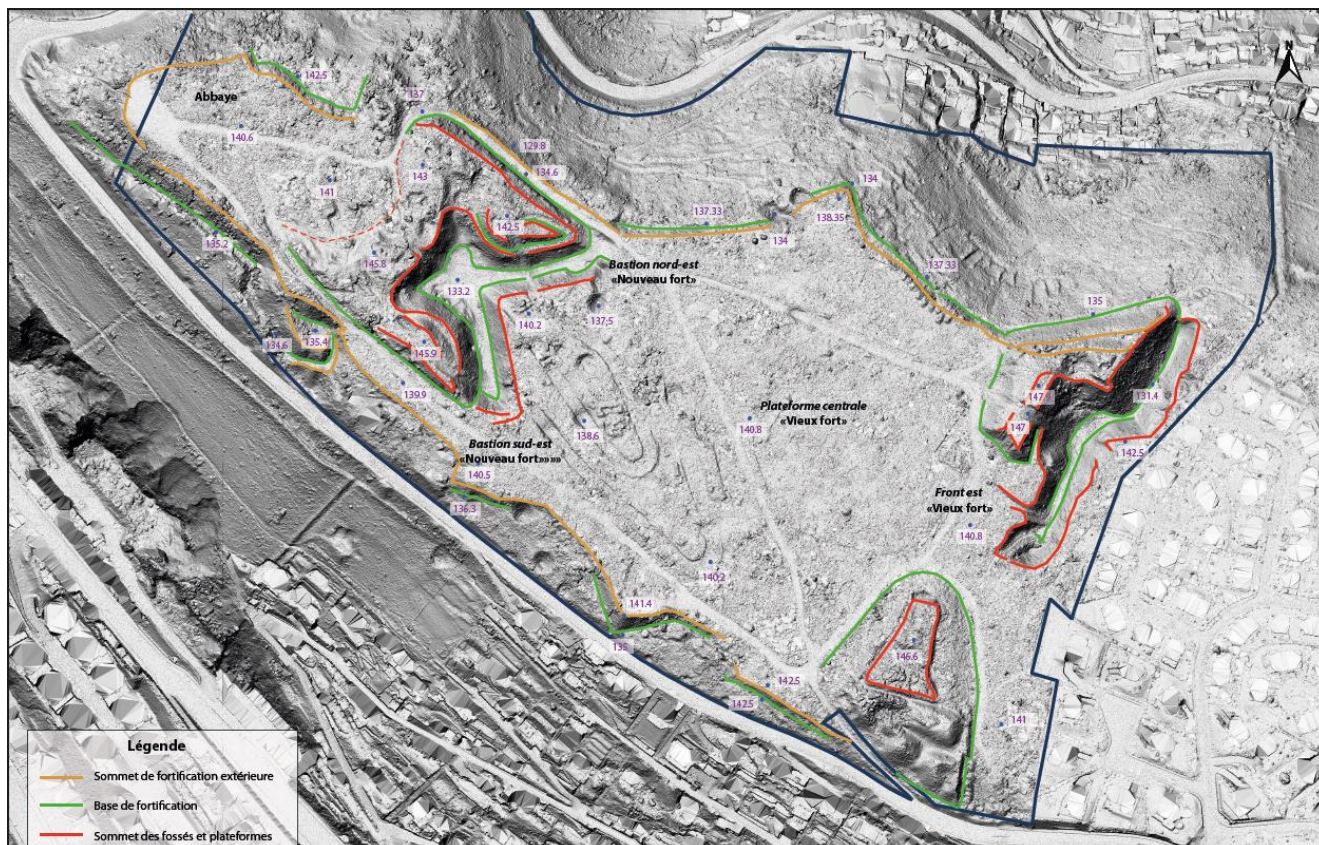 N
137
142.5
Abbaye
140.6
129.8
143
134.6
141
134
142.5
137.33
138.35
134
135.2
145.8
Bastion nord-est
«Nouveau fort»
137.33
133.2
135
140.2
137;5
134.6
135.4
145.9
139.9
147.
131.4
Plateforme centrale
«Vieux fort»
138.6
140.8
147
142.5
Bastion sud-est
«Nouveau fort»»»»
140.5
136.3
Front est
«Vieux fort»
140.8
140.2
141.4
135
146.6
142.5
142.5
141
Légende
Sommet de fortification extérieure
Base de fortification
Sommet des fossés et plateformes